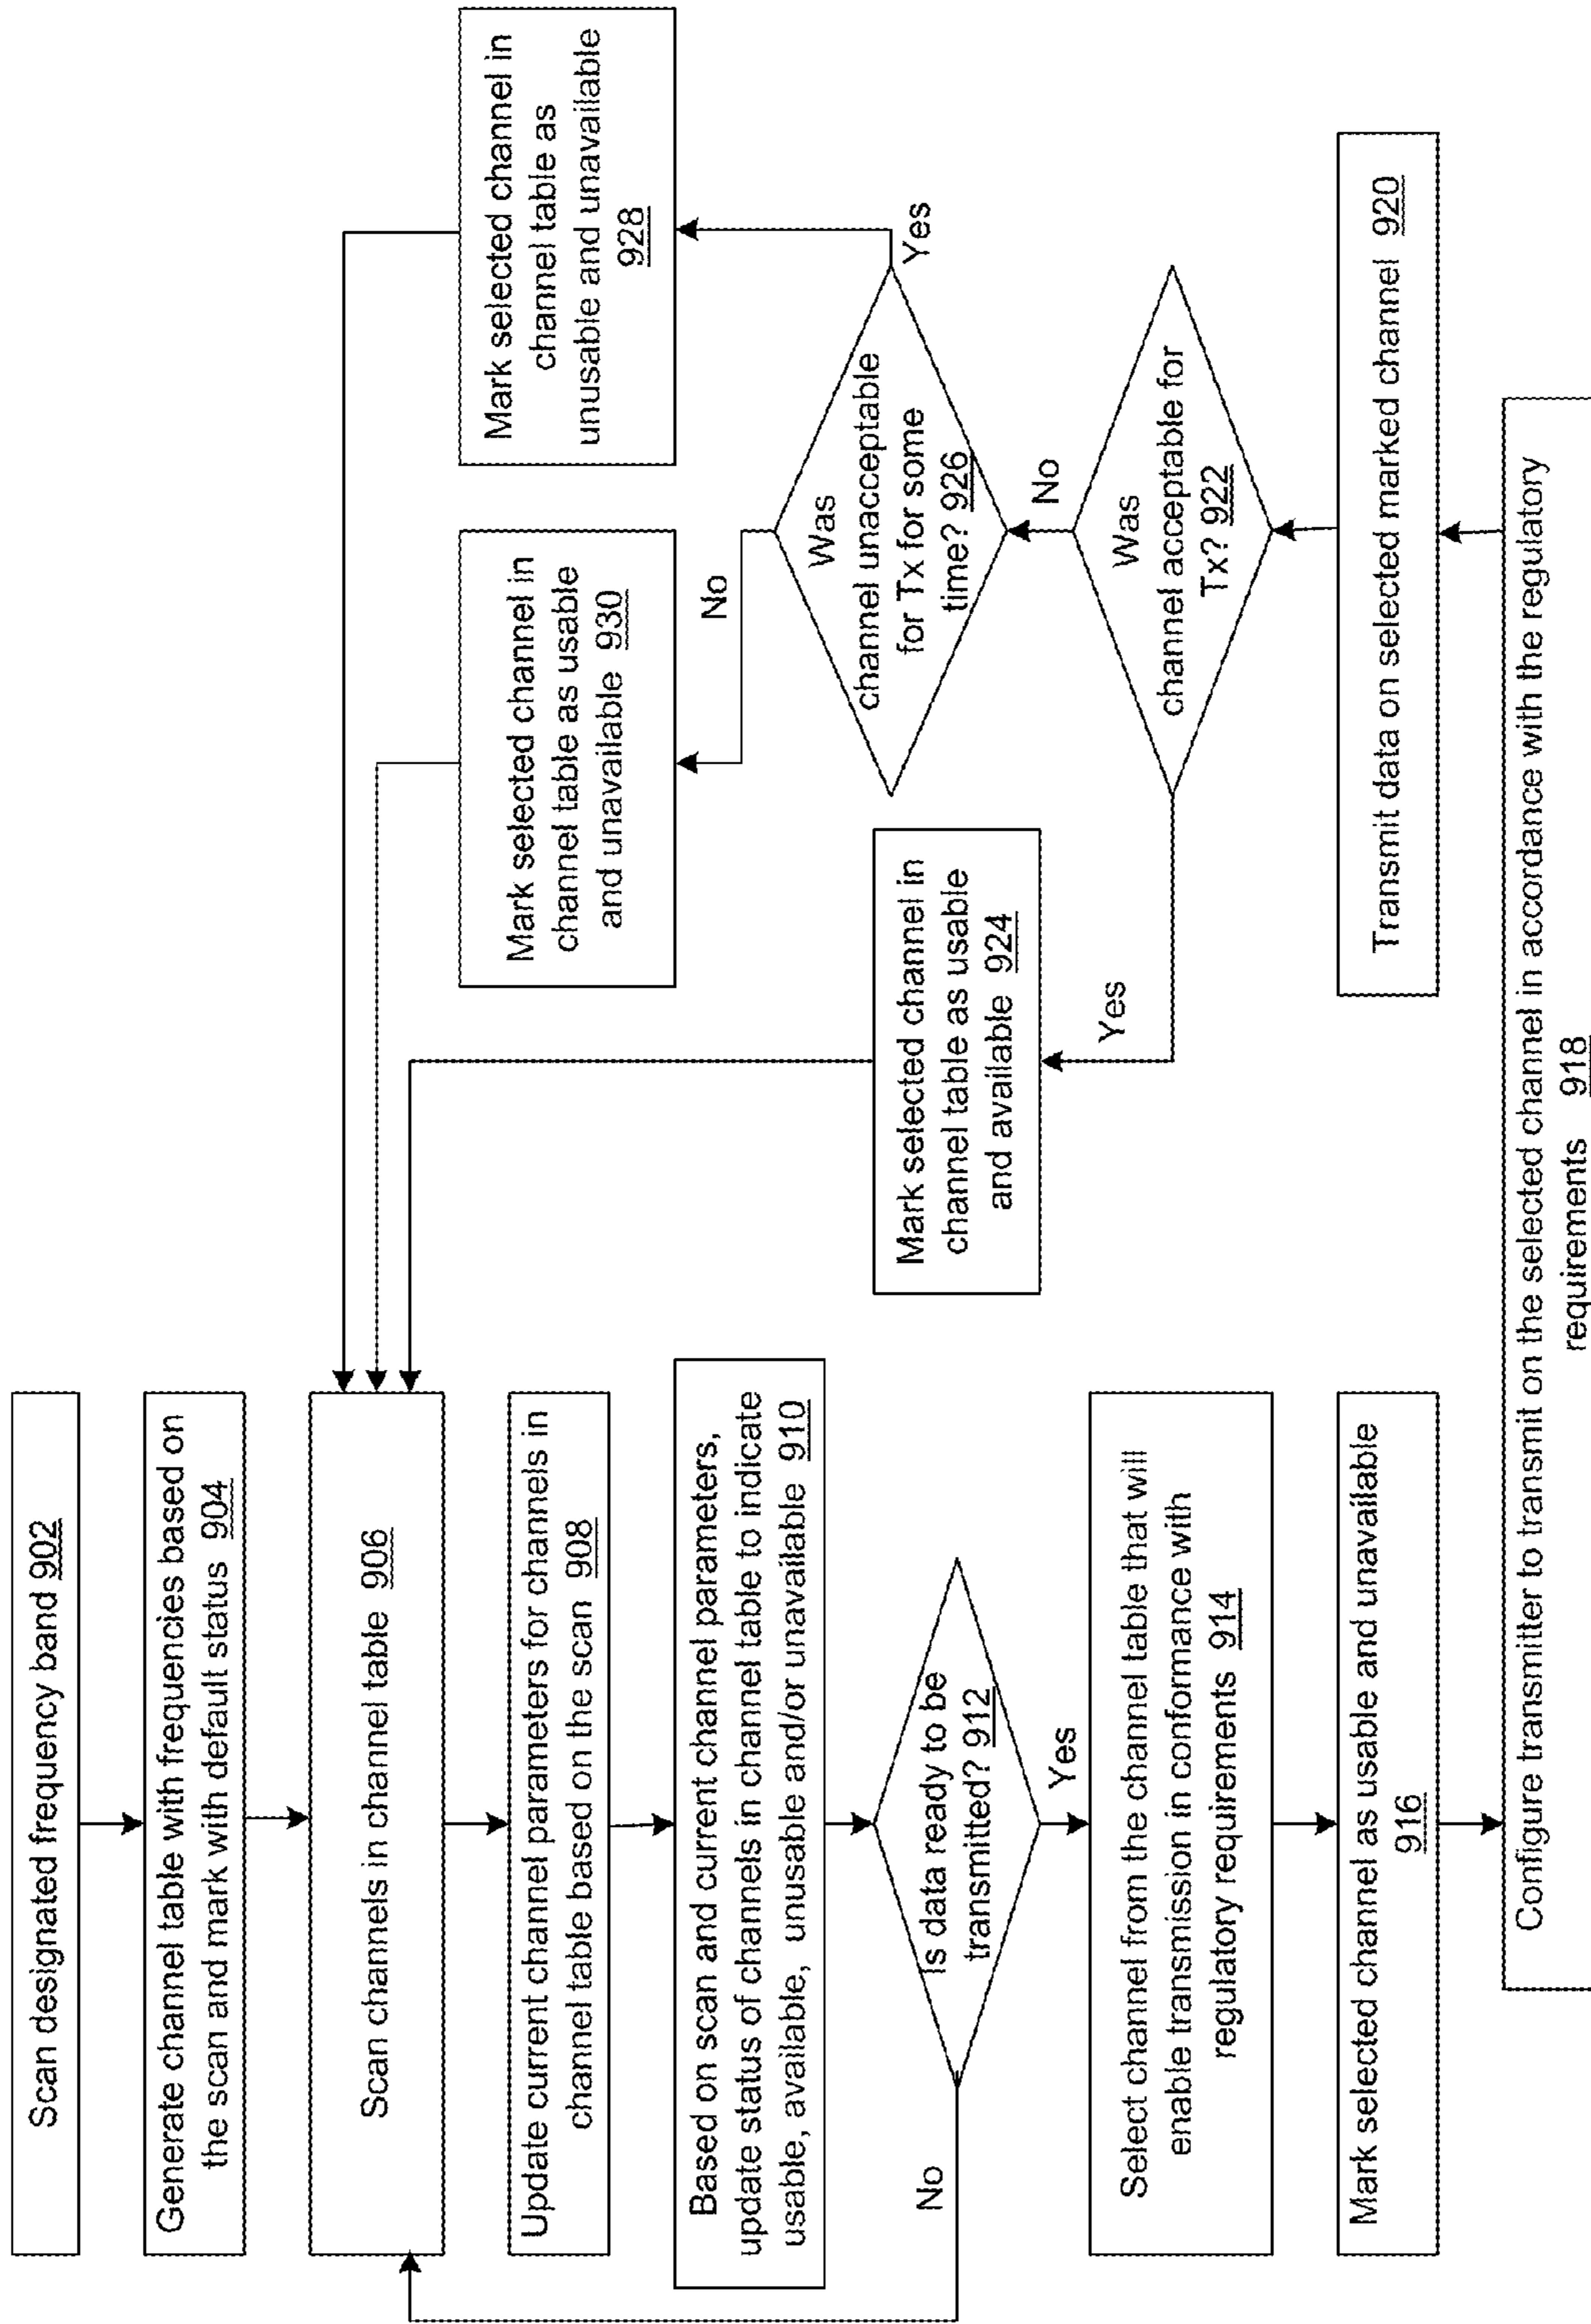 Scan designated frequency band 902
Generate channel table with frequencies based on
the scan and mark with default status 904
Scan channels in channel table 906
Update current channel parameters for channels in
channel table based on the scan 908
Based on scan and current channel parameters,
update status of channels in channel table to indicate
usable, available, unusable and/or unavailable 910
Is data ready to be
transmitted? 912
No
Yes
Select channel from the channel table that will
enable transmission in conformance with
regulatory requirements 914
Mark selected channel as usable and unavailable
916
Configure transmitter to transmit on the selected channel in accordance with the regulatory
requirements 918
Transmit data on selected marked channel 920
Was
channel acceptable for
Tx? 922
Yes
No
Mark selected channel in
channel table as usable
and available 924
Was
channel unacceptable
for Tx for some
time? 926
No
Yes
Mark selected channel in
channel table as
unusable and unavailable
928
Mark selected channel in
channel table as usable
and unavailable 930